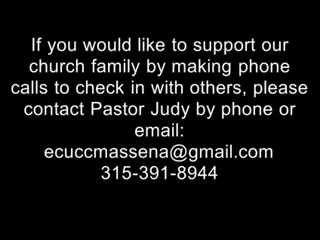 If you would like to support our
church family by making phone
calls to check in with others, please
contact Pastor Judy by phone or
email:
ecuccmassena@gmail.com
315-391-8944